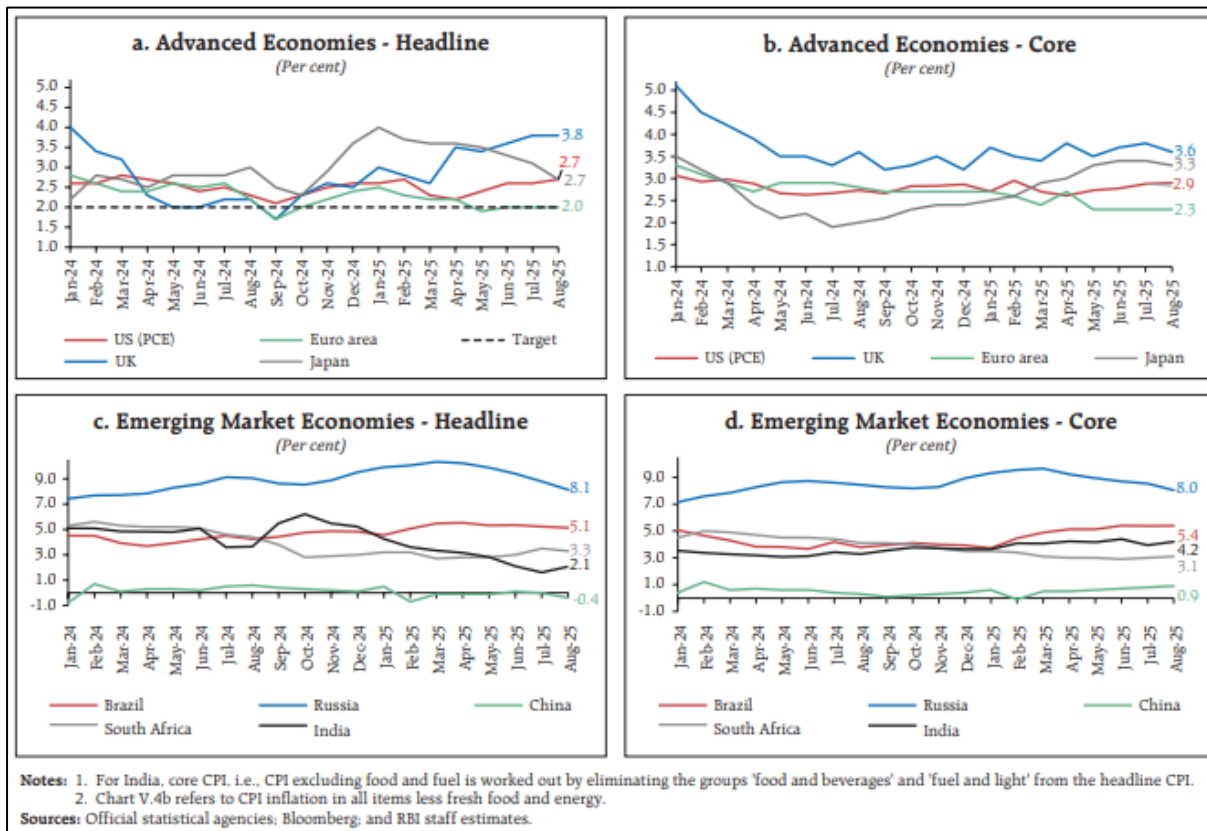 a. Advanced Economies - Headline
(Per cent)
5.0
4.5
4.0
3.5
3.0
2.5
2.0
1.5
1.0
3.8
2.7
2.7
2.0
Jan-24
Feb-24
Mar-24
Apr-24
May-24
Jun-24
Jul-24
Aug-24
Sep-24
Oct-24
Nov-24
Dec-24
Jan-25
Feb-25
Mar-25
Apr-25
May-25
Jun-25
Jul-25
Aug-25
US (PCE) Euro area Target
UK Japan
b. Advanced Economies - Core
(Per cent)
5.0
4.5
4.0
3.5
3.0
2.5
2.0
1.5
1.0
3.6
3.3
2.9
2.3
Jan-24
Feb-24
Mar-24
Apr-24
May-24
Jun-24
Jul-24
Aug-24
Sep-24
Oct-24
Nov-24
Dec-24
Jan-25
Feb-25
Mar-25
Apr-25
May-25
Jun-25
Jul-25
Aug-25
US (PCE) UK Euro area Japan
c. Emerging Market Economies - Headline
(Per cent)
9.0
7.0
5.0
3.0
1.0
-1.0
8.1
5.1
3.3
2.1
-0.4
Jan-24
Feb-24
Mar-24
Apr-24
May-24
Jun-24
Jul-24
Aug-24
Sep-24
Oct-24
Nov-24
Dec-24
Jan-25
Feb-25
Mar-25
Apr-25
May-25
Jun-25
Jul-25
Aug-25
Brazil Russia China
South Africa India
d. Emerging Market Economies - Core
(Per cent)
9.0
7.0
5.0
3.0
1.0
-1.0
8.0
5.4
4.2
3.1
0.9
Jan-24
Feb-24
Mar-24
Apr-24
May-24
Jun-24
Jul-24
Aug-24
Sep-24
Oct-24
Nov-24
Dec-24
Jan-25
Feb-25
Mar-25
Apr-25
May-25
Jun-25
Jul-25
Aug-25
Brazil Russia China
South Africa India
Notes: 1. For India, core CPI, i.e., CPI excluding food and fuel is worked out by eliminating the groups 'food and beverages' and 'fuel and light' from the headline CPI.
2. Chart V.4b refers to CPI inflation in all items less fresh food and energy.
Sources: Official statistical agencies; Bloomberg; and RBI staff estimates.